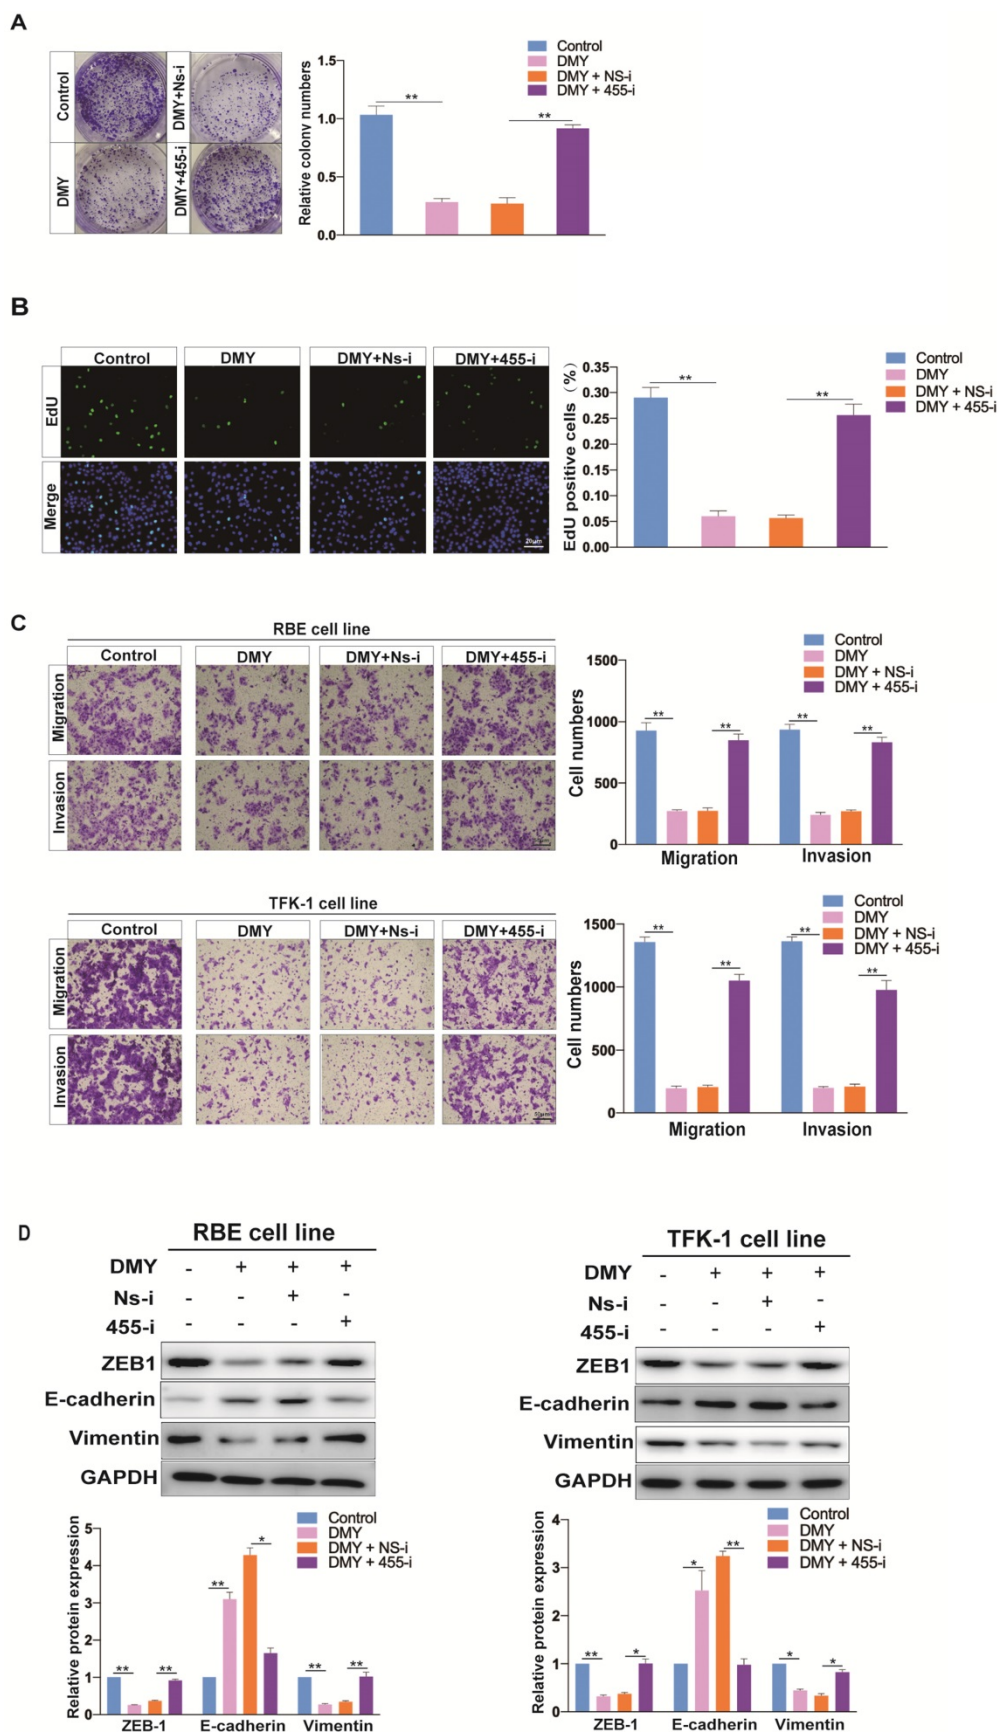 A
Control
DMY+Ns-i
DMY
DMY+455-i
Relative colony numbers
1.5
1.0
0.5
0.0
**
**
Control
DMY
DMY + NS-i
DMY + 455-i
B
Control
DMY
DMY+Ns-i
DMY+455-i
EdU
Merge
20μm
EdU positive cells (%)
0.35
0.30
0.25
0.20
0.15
0.10
0.05
0.00
**
**
Control
DMY
DMY + NS-i
DMY + 455-i
C
RBE cell line
Control
DMY
DMY+Ns-i
DMY+455-i
Migration
Invasion
Cell numbers
1500
1000
500
0
**
**
**
**
Migration
Invasion
Control
DMY
DMY + NS-i
DMY + 455-i
TFK-1 cell line
Control
DMY
DMY+Ns-i
DMY+455-i
Migration
Invasion
Cell numbers
1500
1000
500
0
**
**
**
**
Migration
Invasion
Control
DMY
DMY + NS-i
DMY + 455-i
D
RBE cell line
DMY - + + +
Ns-i - - + -
455-i - - - +
ZEB1
E-cadherin
Vimentin
GAPDH
Relative protein expression
5
4
3
2
1
0
**
**
**
*
**
**
ZEB-1
E-cadherin
Vimentin
Control
DMY
DMY + NS-i
DMY + 455-i
TFK-1 cell line
DMY - + + +
Ns-i - - + -
455-i - - - +
ZEB1
E-cadherin
Vimentin
GAPDH
Relative protein expression
4
3
2
1
0
**
*
*
**
*
*
ZEB-1
E-cadherin
Vimentin
Control
DMY
DMY + NS-i
DMY + 455-i